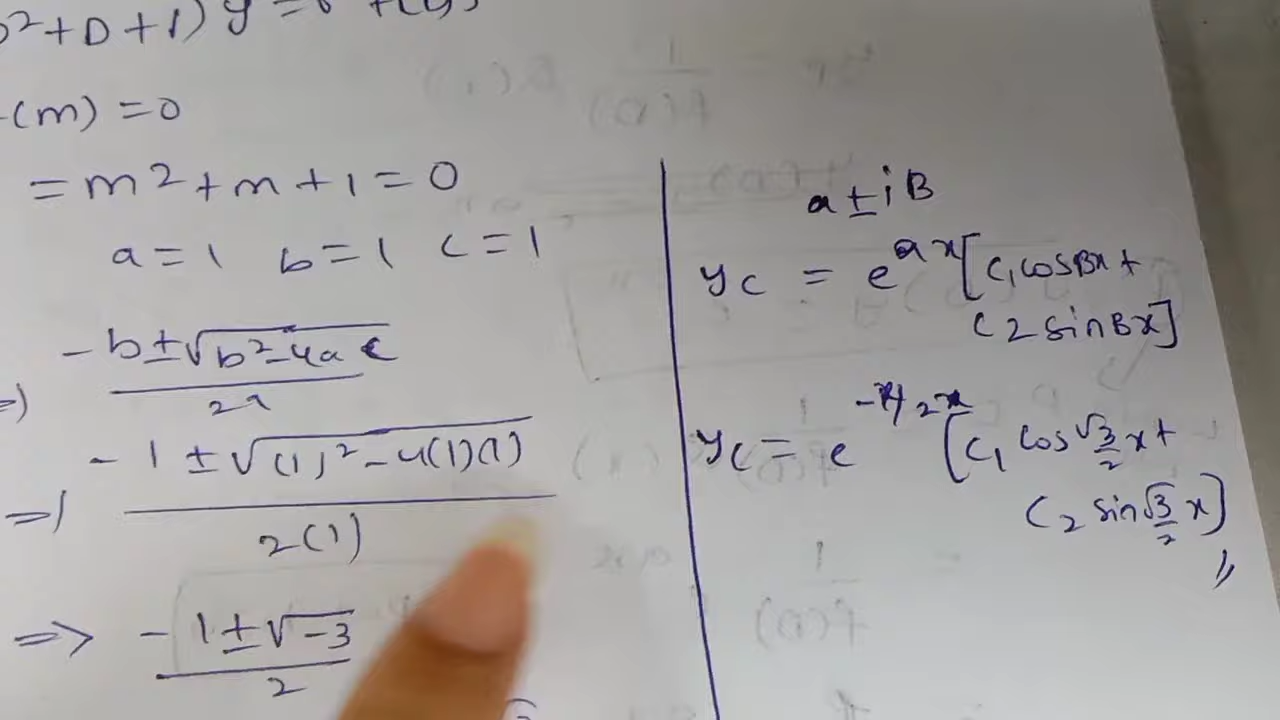 ²+D+1) y =
(m) =0
= m²+m+1=0
a=1 b=1 c=1
-b±√b²-4ac
2a
=> -1±√(1)²-4(1)(1)
2(1)
=> -1±√-3
2
a±iB
yc = e^ax[c₁cosBx+
c2 sinBx]
yc = e^-1/2x [c₁ cos√3/2 x+
c2 sin√3/2 x]